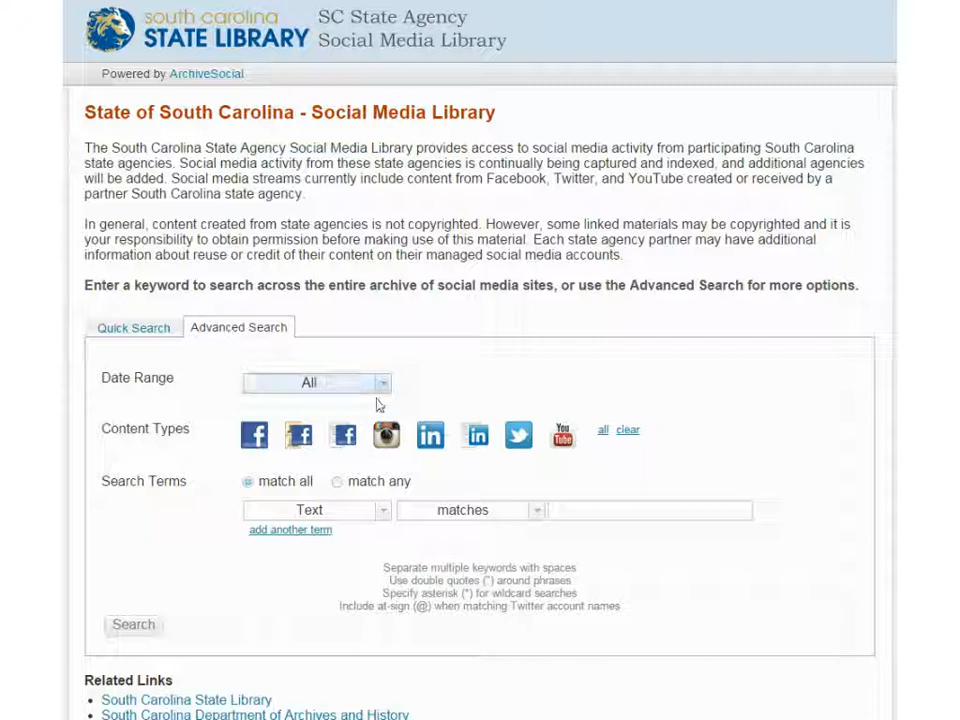 south carolina
STATE LIBRARY
SC State Agency
Social Media Library
Powered by ArchiveSocial
State of South Carolina - Social Media Library
The South Carolina State Agency Social Media Library provides access to social media activity from participating South Carolina
state agencies. Social media activity from these state agencies is continually being captured and indexed, and additional agencies
will be added. Social media streams currently include content from Facebook, Twitter, and YouTube created or received by a
partner South Carolina state agency.
In general, content created from state agencies is not copyrighted. However, some linked materials may be copyrighted and it is
your responsibility to obtain permission before making use of this material. Each state agency partner may have additional
information about reuse or credit of their content on their managed social media accounts.
Enter a keyword to search across the entire archive of social media sites, or use the Advanced Search for more options.
Quick Search Advanced Search
Date Range All
Content Types f f f in in You Tube all clear
Search Terms match all match any
Text matches
add another term
Separate multiple keywords with spaces
Use double quotes (") around phrases
Specify asterisk (*) for wildcard searches
Include at-sign (@) when matching Twitter account names
Search
Related Links
• South Carolina State Library
• South Carolina Department of Archives and History